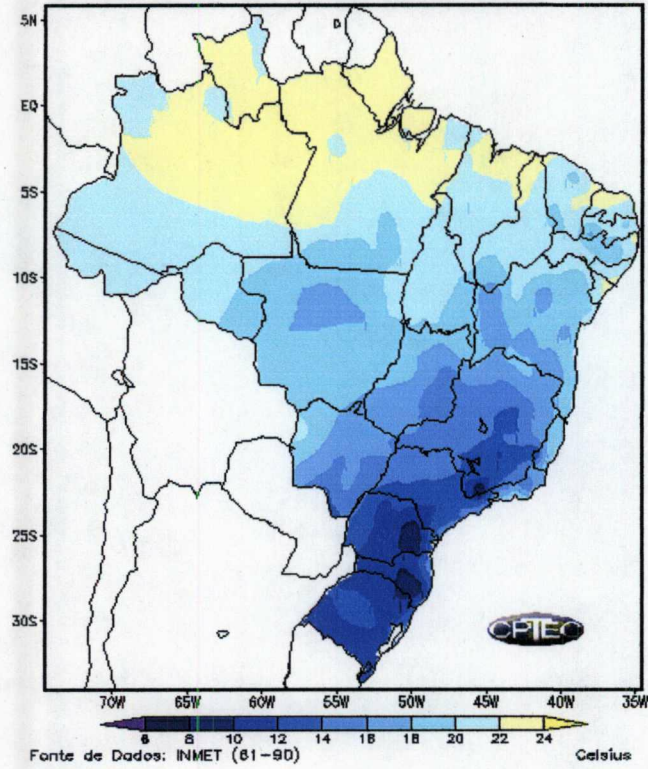 5N
EQ
5S
10S
15S
20S
25S
30S
CPTEC
70W 65W 60W 55W 50W 45W 40W 35W
6 8 10 12 14 16 18 20 22 24
Fonte de Dados: INMET (61-90) Celsius